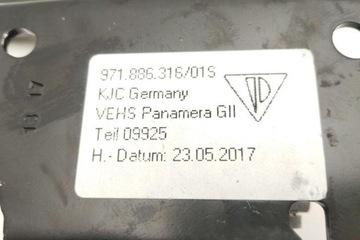 971.886.316/01S
KJC Germany
VEHS Panamera GII
Teil 09925
H.- Datum: 23.05.2017